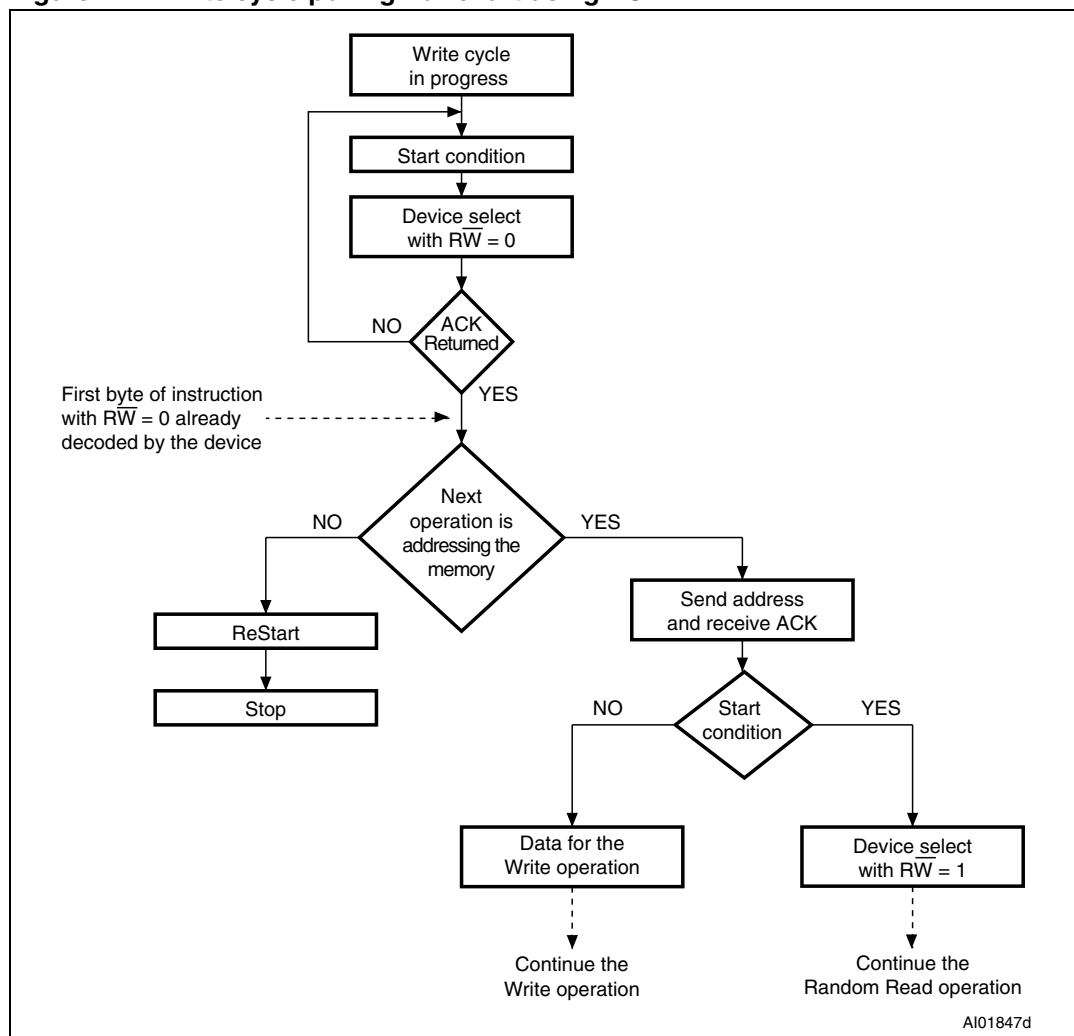 Write cycle
in progress
Start condition
Device select
with RW̅ = 0
NO
ACK
Returned
YES
First byte of instruction
with RW̅ = 0 already
decoded by the device
Next
operation is
addressing the
memory
NO
YES
Send address
and receive ACK
ReStart
Stop
NO
Start
condition
YES
Data for the
Write operation
Device select
with RW̅ = 1
Continue the
Write operation
Continue the
Random Read operation
AI01847d